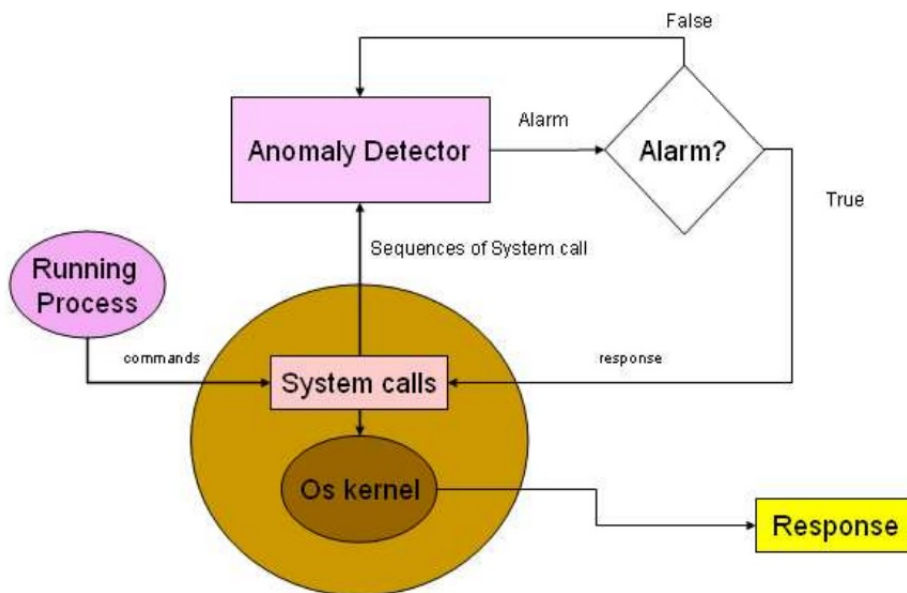 False
Alarm
Anomaly Detector
Alarm?
True
Sequences of System call
Running
Process
commands
System calls
response
Os kernel
Response